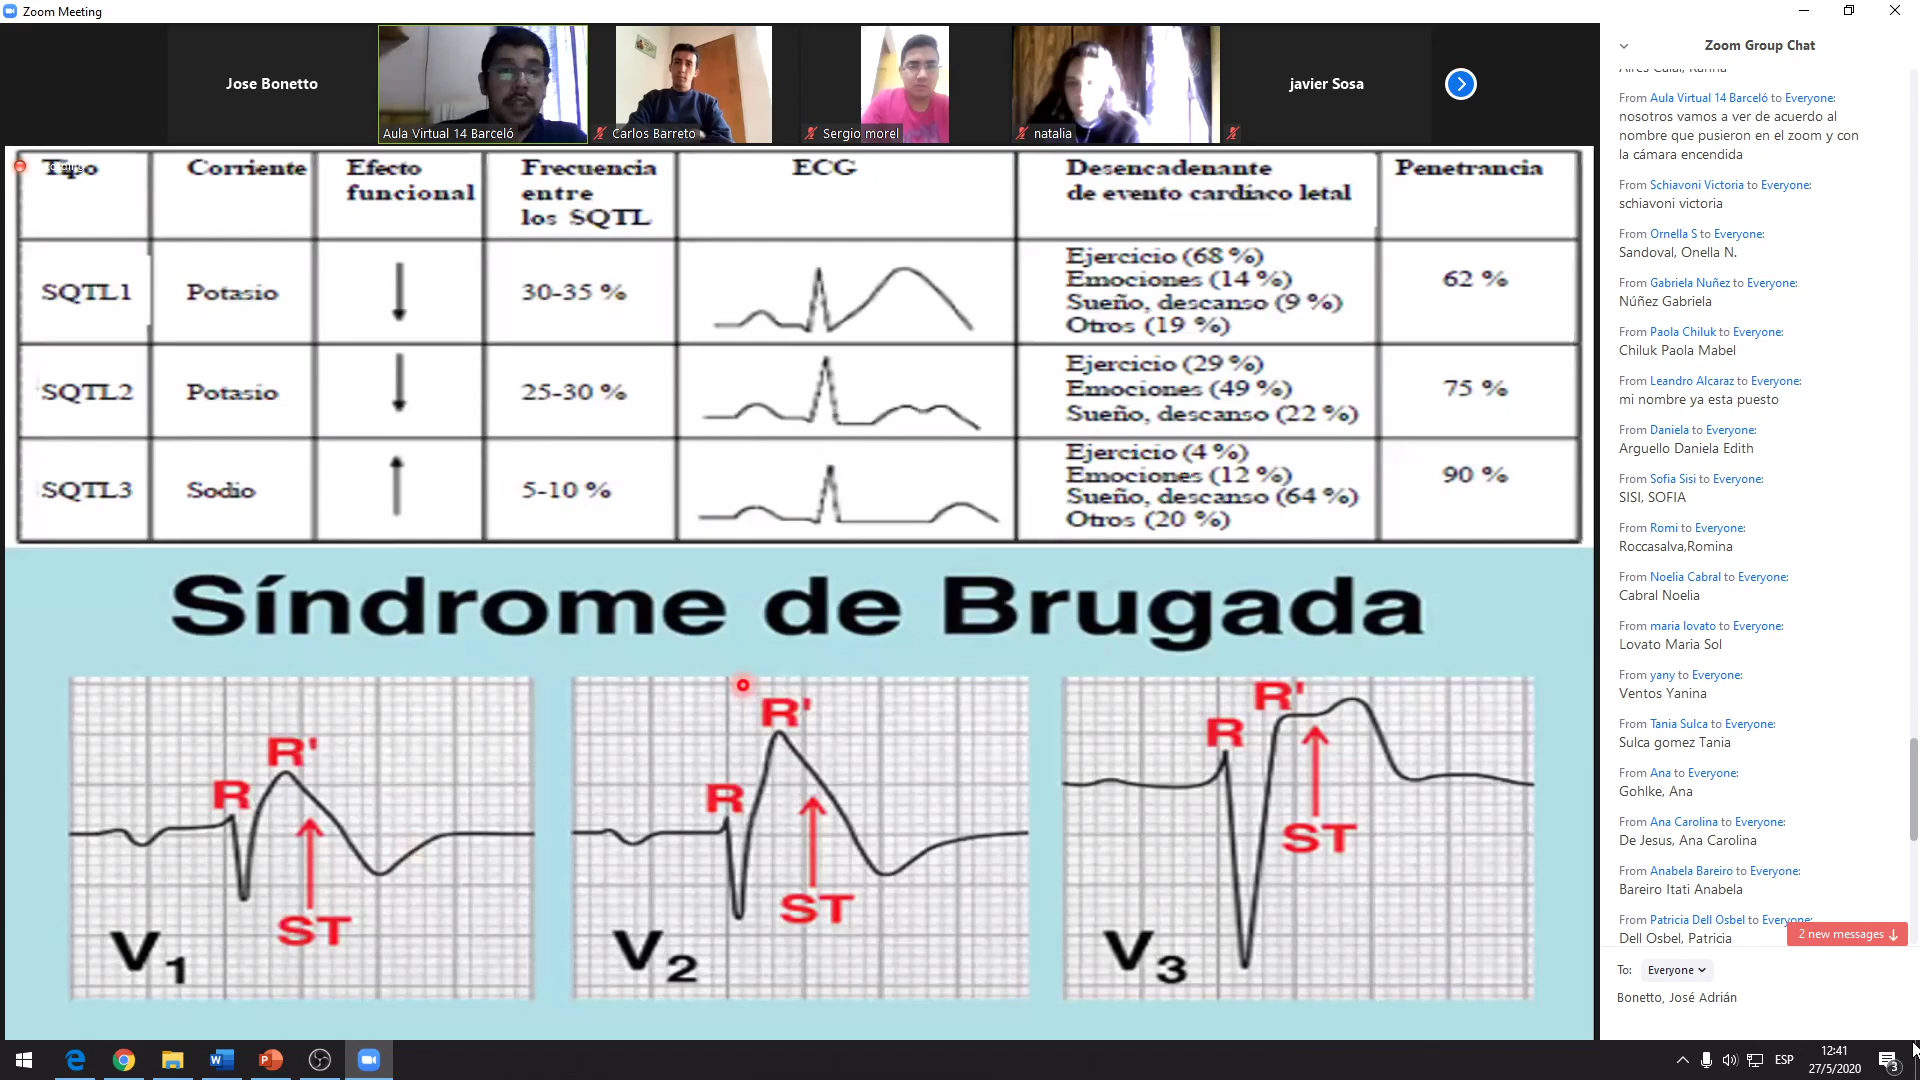 Zoom Meeting
Jose Bonetto
Aula Virtual 14 Barceló
Carlos Barreto
Sergio morel
natalia
javier Sosa
Tipo
Corriente
Efecto
funcional
Frecuencia
entre
los SQTL
ECG
Desencadenante
de evento cardíaco letal
Penetrancia
SQTL1
Potasio
30-35 %
Ejercicio (68 %)
Emociones (14 %)
Sueño, descanso (9 %)
Otros (19 %)
62 %
SQTL2
Potasio
25-30 %
Ejercicio (29 %)
Emociones (49 %)
Sueño, descanso (22 %)
75 %
SQTL3
Sodio
5-10 %
Ejercicio (4 %)
Emociones (12 %)
Sueño, descanso (64 %)
Otros (20 %)
90 %
Síndrome de Brugada
R
R'
ST
V1
R
R'
ST
V2
R
R'
ST
V3
Zoom Group Chat
From Aula Virtual 14 Barceló to Everyone:
nosotros vamos a ver de acuerdo al
nombre que pusieron en el zoom y con
la cámara encendida
From Schiavoni Victoria to Everyone:
schiavoni victoria
From Ornella S to Everyone:
Sandoval, Onella N.
From Gabriela Nuñez to Everyone:
Núñez Gabriela
From Paola Chiluk to Everyone:
Chiluk Paola Mabel
From Leandro Alcaraz to Everyone:
mi nombre ya esta puesto
From Daniela to Everyone:
Arguello Daniela Edith
From Sofia Sisi to Everyone:
SISI, SOFIA
From Romi to Everyone:
Roccasalva,Romina
From Noelia Cabral to Everyone:
Cabral Noelia
From maria lovato to Everyone:
Lovato Maria Sol
From yany to Everyone:
Ventos Yanina
From Tania Sulca to Everyone:
Sulca gomez Tania
From Ana to Everyone:
Gohlke, Ana
From Ana Carolina to Everyone:
De Jesus, Ana Carolina
From Anabela Bareiro to Everyone:
Bareiro Itati Anabela
From Patricia Dell Osbel to Everyone:
Dell Osbel, Patricia
2 new messages
To: Everyone
Bonetto, José Adrián
ESP
12:41
27/5/2020
3